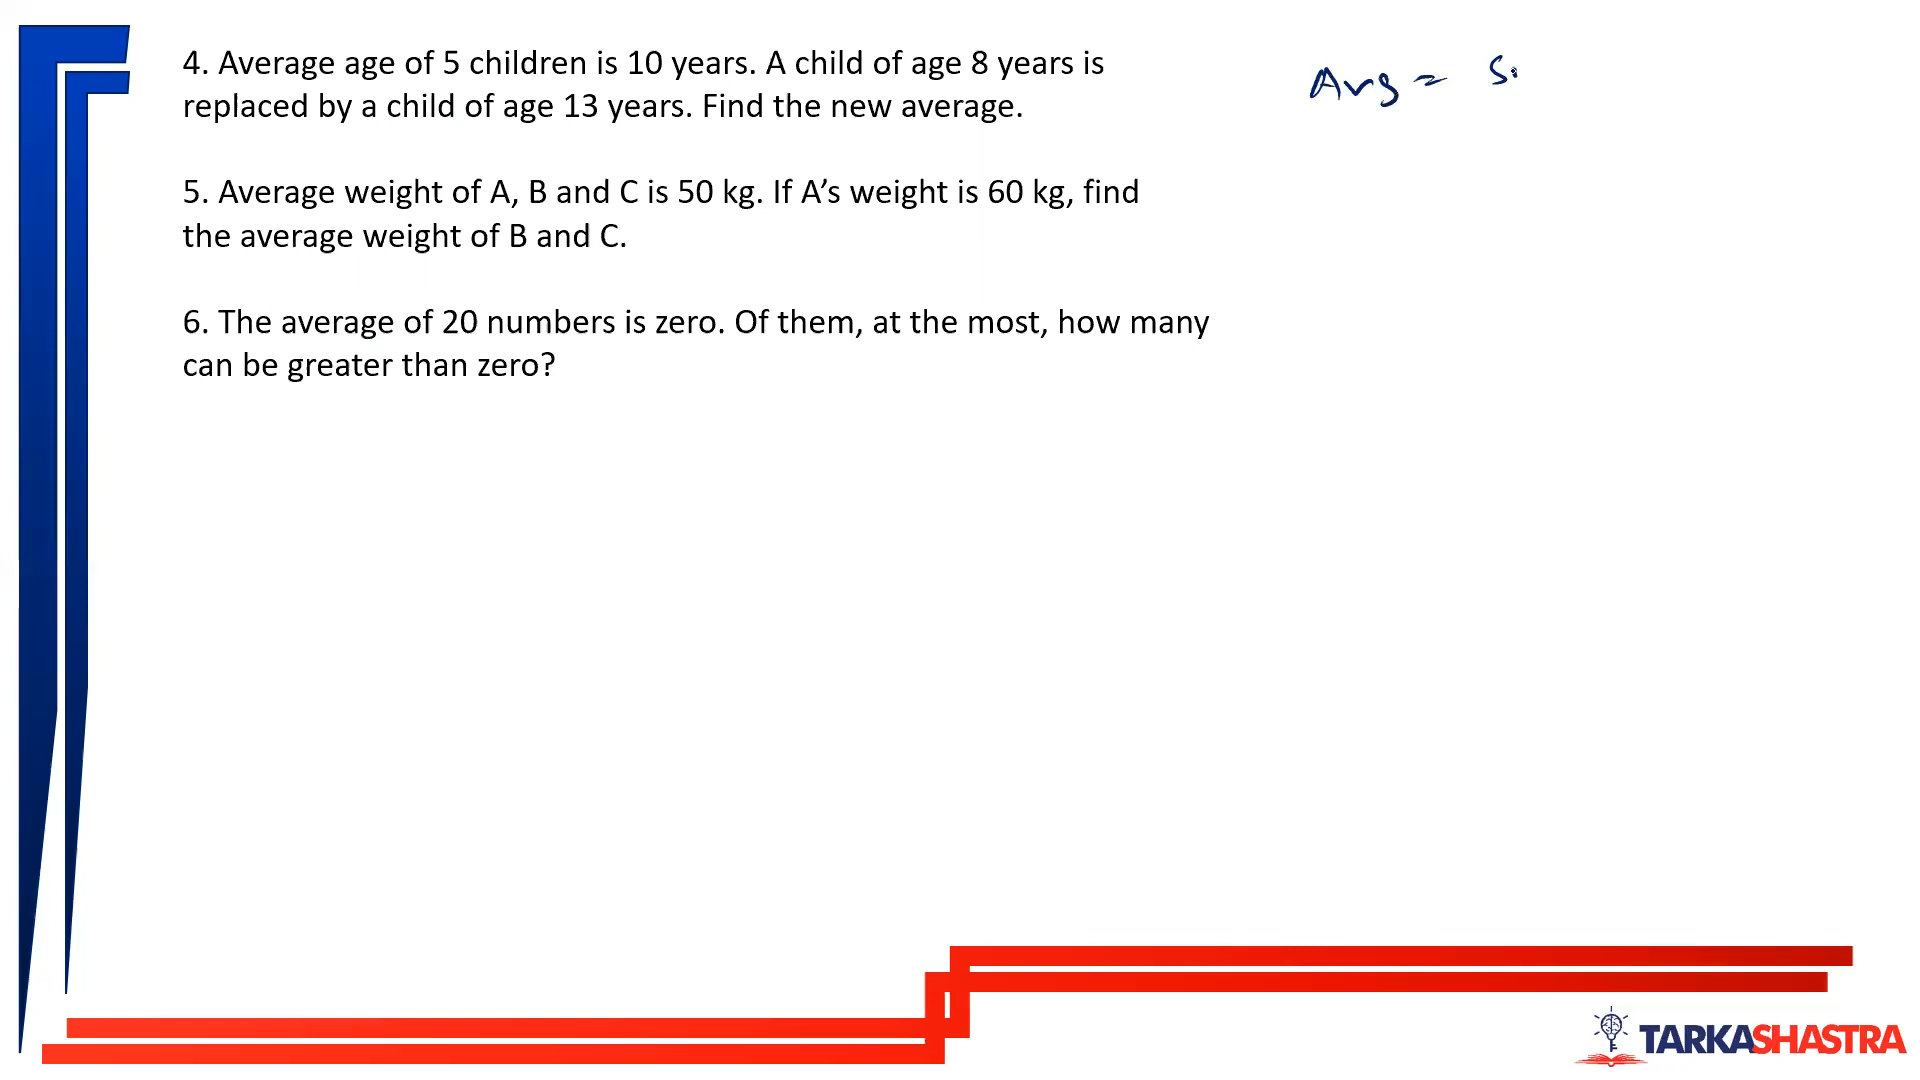 4. Average age of 5 children is 10 years. A child of age 8 years is
replaced by a child of age 13 years. Find the new average.
Avg = S
5. Average weight of A, B and C is 50 kg. If A’s weight is 60 kg, find
the average weight of B and C.
6. The average of 20 numbers is zero. Of them, at the most, how many
can be greater than zero?
TARKASHASTRA